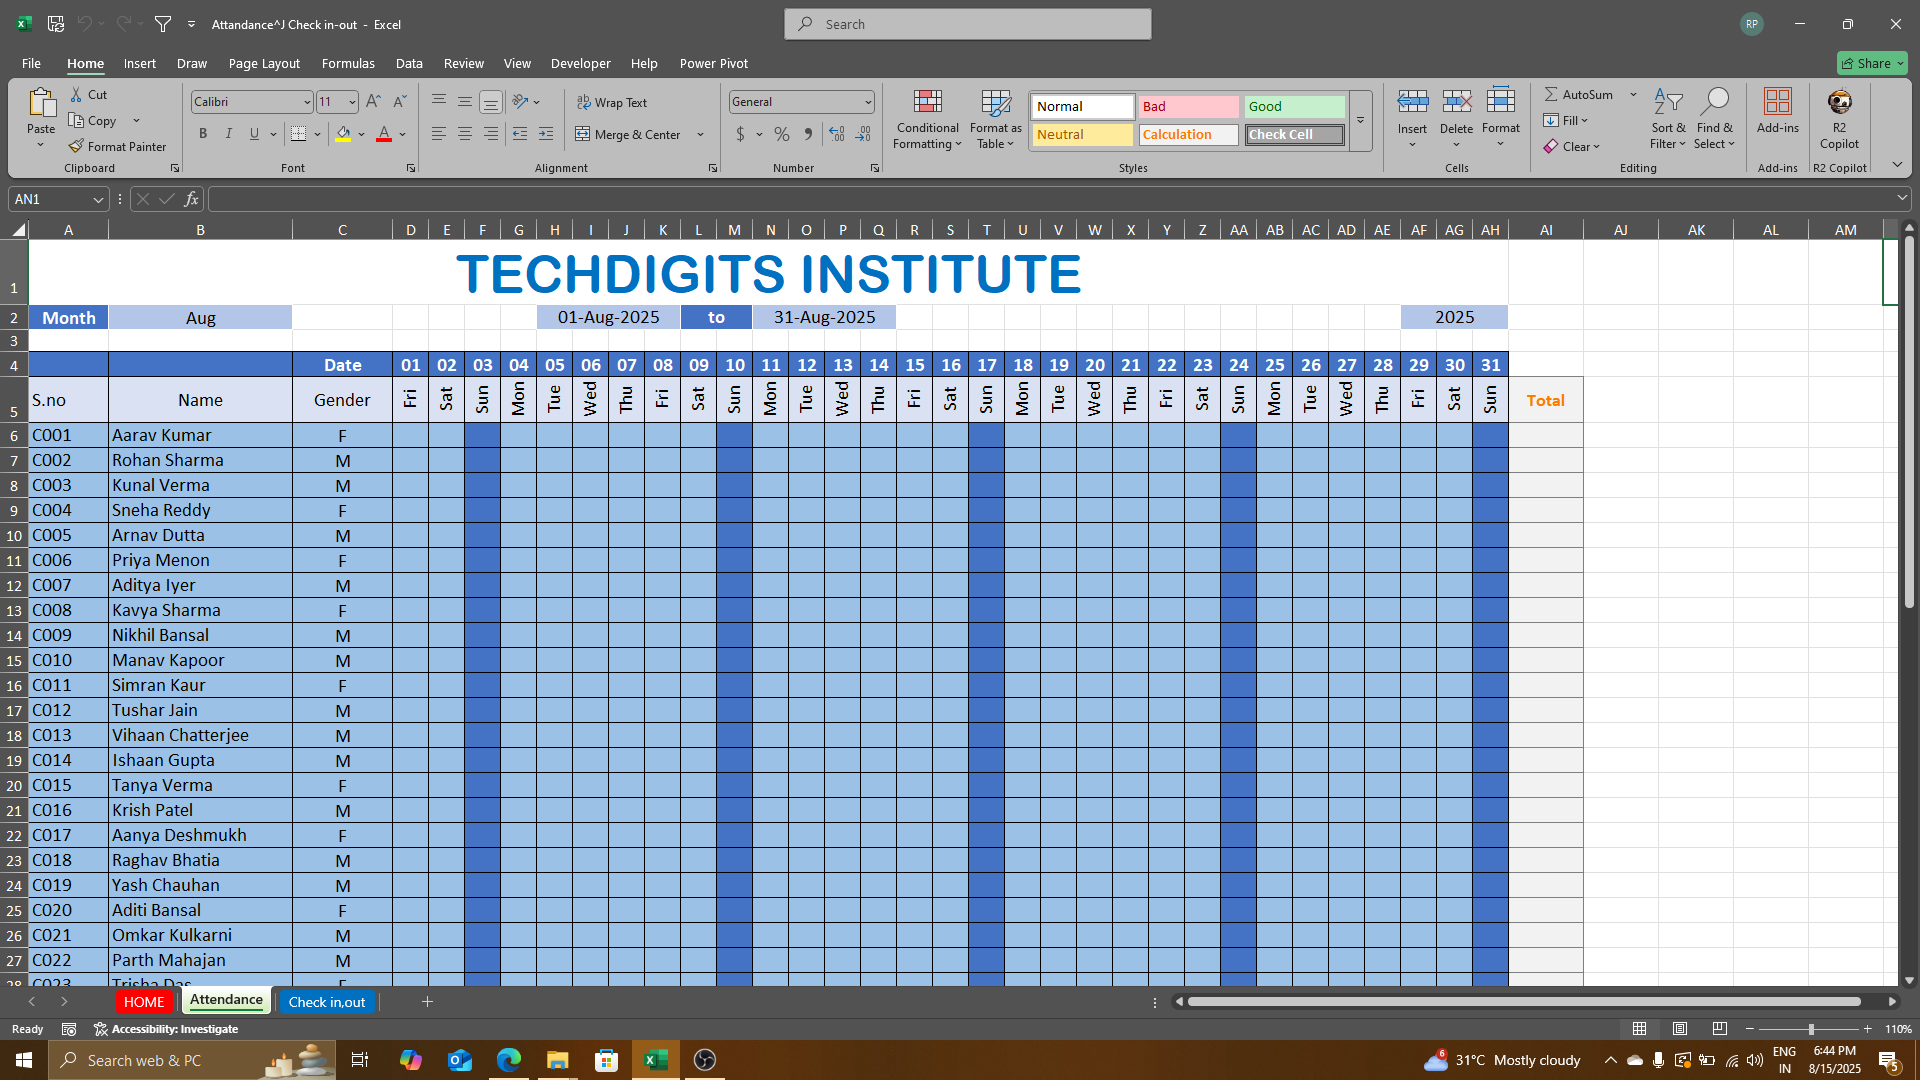 Attandance^J Check in-out - Excel
Search
RP
File Home Insert Draw Page Layout Formulas Data Review View Developer Help Power Pivot
Share
Paste
Cut
Copy
Format Painter
Clipboard
Calibri 11
B I U
Font
Wrap Text
Merge & Center
Alignment
General
$ % ,
Number
Conditional Formatting
Format as Table
Normal Bad Good
Neutral Calculation Check Cell
Styles
Insert Delete Format
Cells
AutoSum
Fill
Clear
Sort & Filter
Find & Select
Editing
Add-ins
Add-ins
R2 Copilot
R2 Copilot
AN1
fx
A B C D E F G H I J K L M N O P Q R S T U V W X Y Z AA AB AC AD AE AF AG AH AI AJ AK AL AM
1 TECHDIGITS INSTITUTE
2 Month Aug 01-Aug-2025 to 31-Aug-2025 2025
3
4 Date 01 02 03 04 05 06 07 08 09 10 11 12 13 14 15 16 17 18 19 20 21 22 23 24 25 26 27 28 29 30 31
5 S.no Name Gender Fri Sat Sun Mon Tue Wed Thu Fri Sat Sun Mon Tue Wed Thu Fri Sat Sun Mon Tue Wed Thu Fri Sat Sun Mon Tue Wed Thu Fri Sat Sun Total
6 C001 Aarav Kumar F
7 C002 Rohan Sharma M
8 C003 Kunal Verma M
9 C004 Sneha Reddy F
10 C005 Arnav Dutta M
11 C006 Priya Menon F
12 C007 Aditya Iyer M
13 C008 Kavya Sharma F
14 C009 Nikhil Bansal M
15 C010 Manav Kapoor M
16 C011 Simran Kaur F
17 C012 Tushar Jain M
18 C013 Vihaan Chatterjee M
19 C014 Ishaan Gupta M
20 C015 Tanya Verma F
21 C016 Krish Patel M
22 C017 Aanya Deshmukh F
23 C018 Raghav Bhatia M
24 C019 Yash Chauhan M
25 C020 Aditi Bansal F
26 C021 Omkar Kulkarni M
27 C022 Parth Mahajan M
28 C023 Trisha Das F
HOME Attendance Check in,out
Ready Accessibility: Investigate 110%
Search web & PC
6 31°C Mostly cloudy
ENG IN
6:44 PM
8/15/2025
5